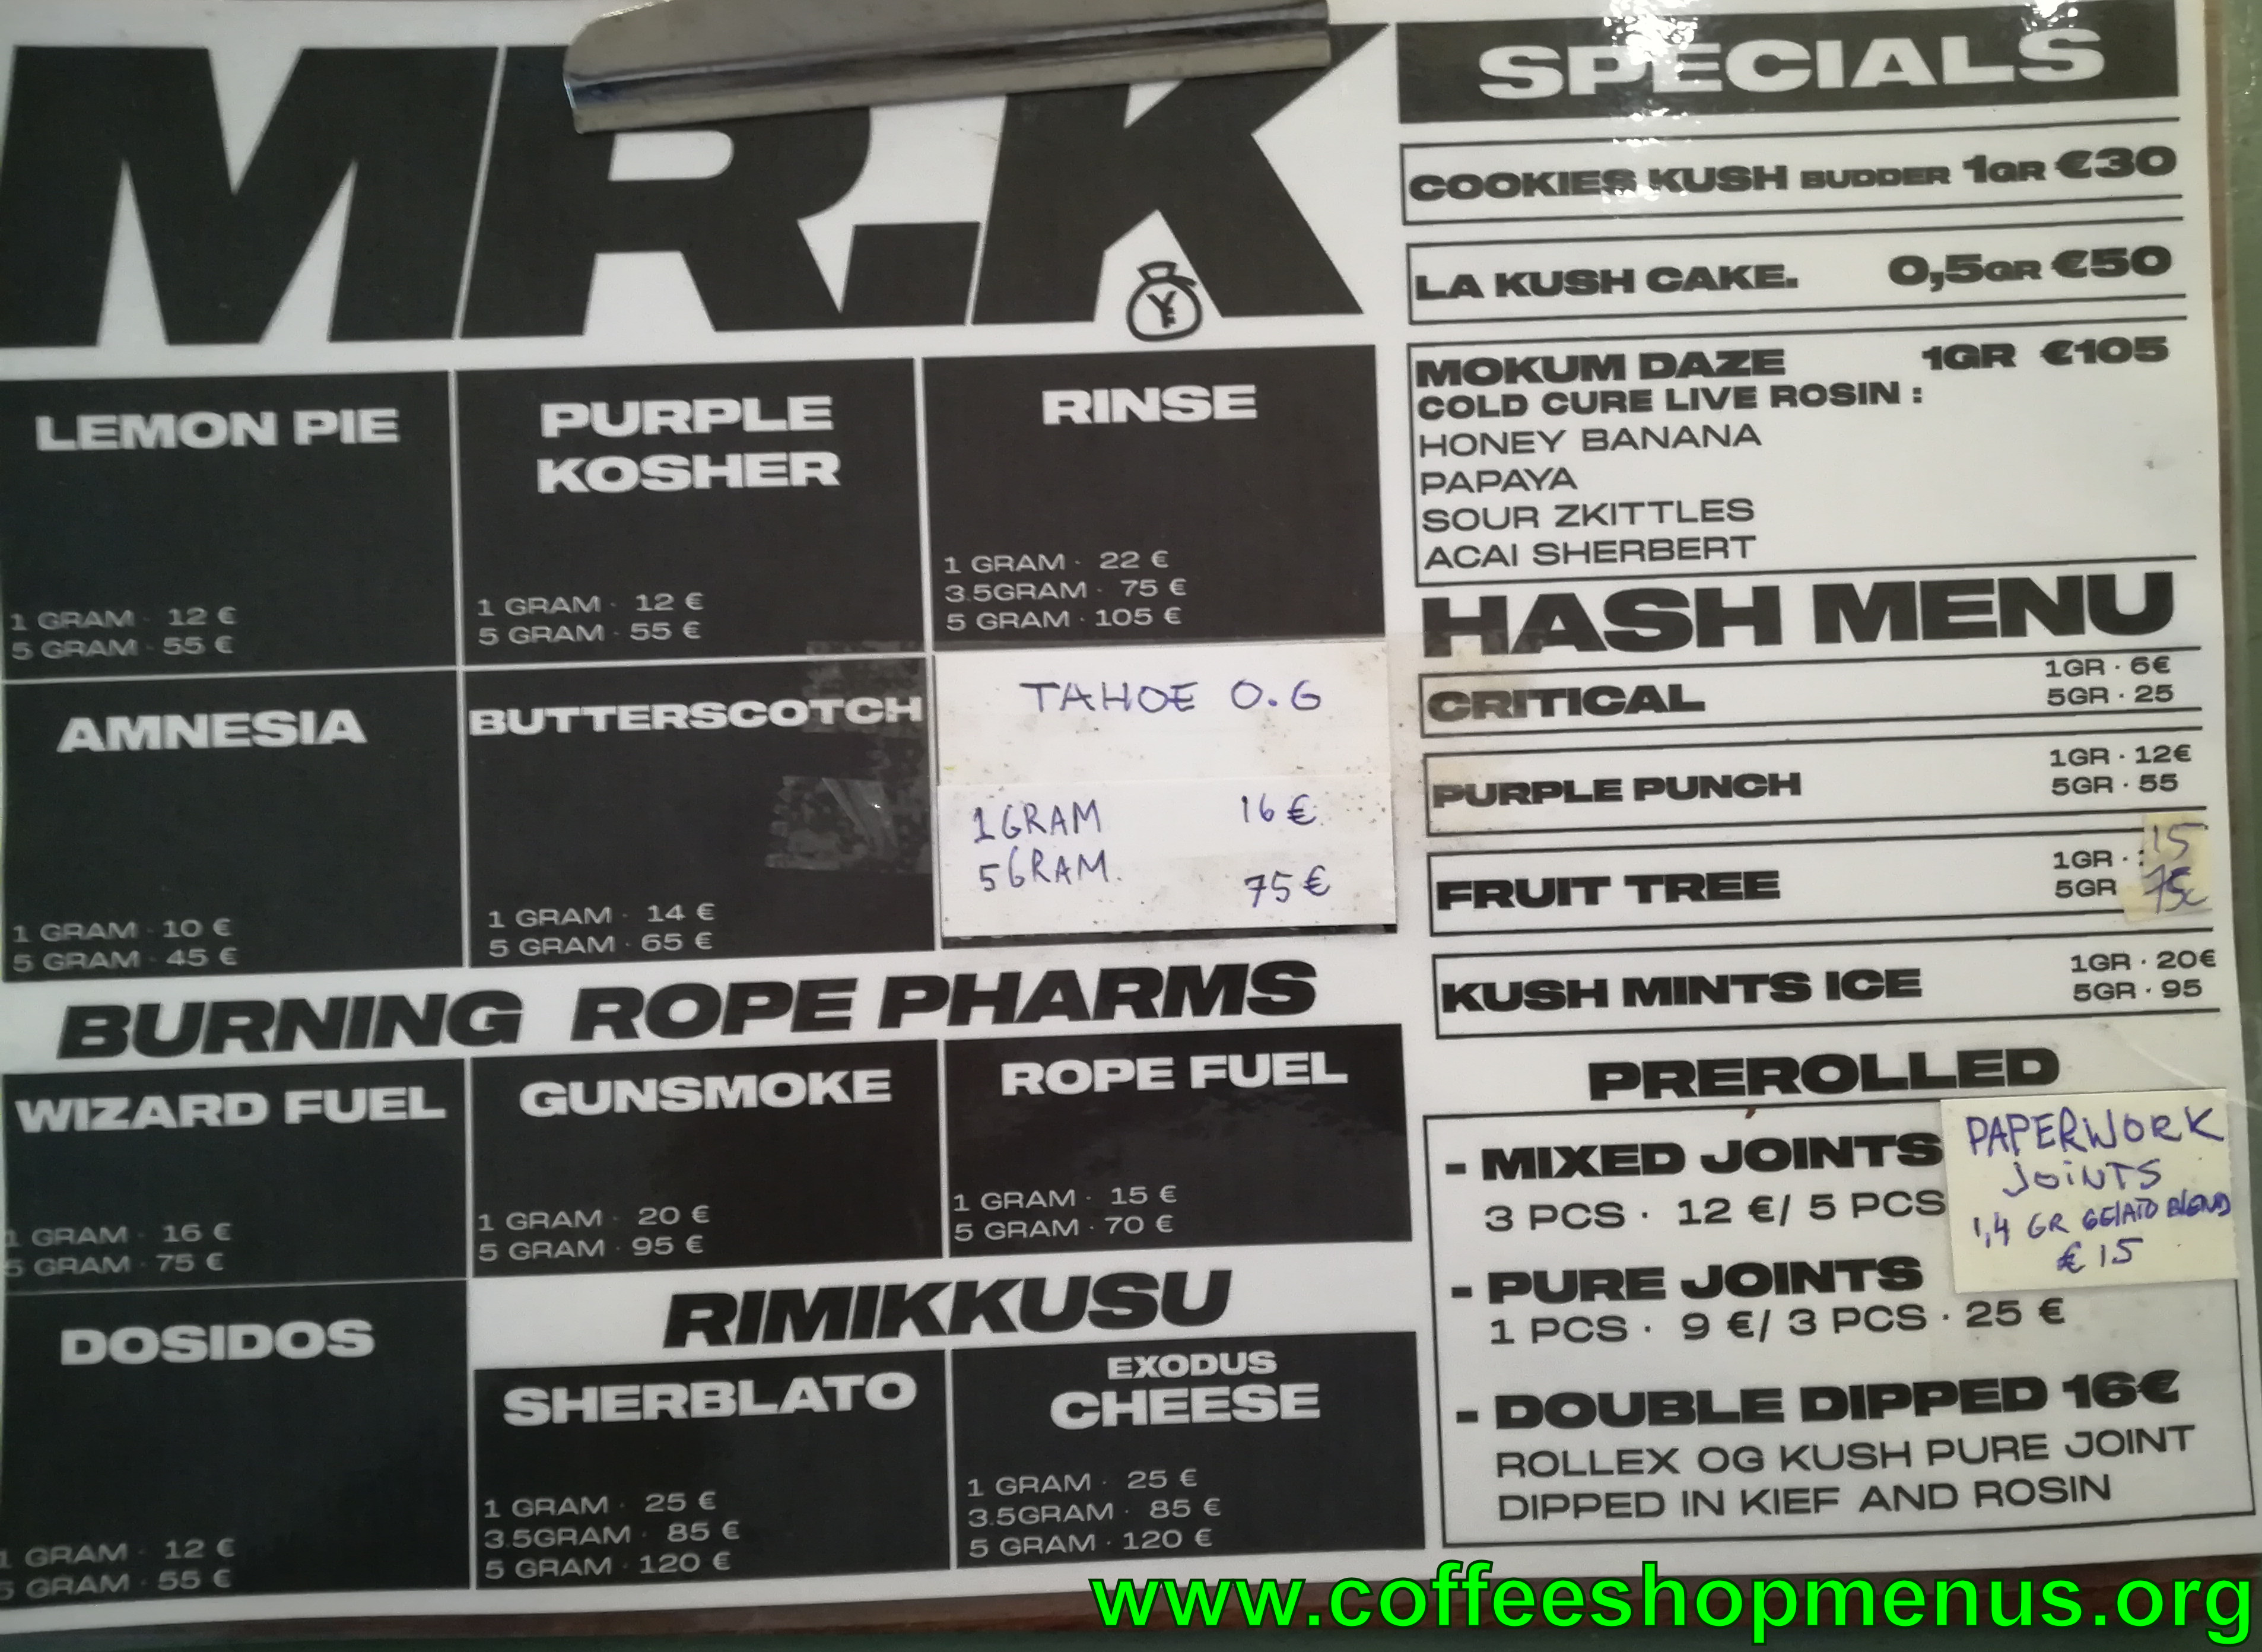 MR.K
LEMON PIE
1 GRAM · 12 €
5 GRAM · 55 €
PURPLE
KOSHER
1 GRAM · 12 €
5 GRAM · 55 €
RINSE
1 GRAM · 22 €
3.5GRAM · 75 €
5 GRAM · 105 €
AMNESIA
1 GRAM · 10 €
5 GRAM · 45 €
BUTTERSCOTCH
1 GRAM · 14 €
5 GRAM · 65 €
TAHOE O.G
1 GRAM 16 €
5 GRAM. 75 €
BURNING ROPE PHARMS
WIZARD FUEL
1 GRAM · 16 €
5 GRAM · 75 €
GUNSMOKE
1 GRAM · 20 €
5 GRAM · 95 €
ROPE FUEL
1 GRAM · 15 €
5 GRAM · 70 €
DOSIDOS
1 GRAM · 12 €
5 GRAM · 55 €
RIMIKKUSU
SHERBLATO
1 GRAM · 25 €
3.5GRAM · 85 €
5 GRAM · 120 €
EXODUS
CHEESE
1 GRAM · 25 €
3.5GRAM · 85 €
5 GRAM · 120 €
SPECIALS
COOKIES KUSH BUDDER 1GR €30
LA KUSH CAKE. 0,5GR €50
MOKUM DAZE 1GR €105
COLD CURE LIVE ROSIN :
HONEY BANANA
PAPAYA
SOUR ZKITTLES
ACAI SHERBERT
HASH MENU
CRITICAL
1GR · 6€
5GR · 25
PURPLE PUNCH
1GR · 12€
5GR · 55
FRUIT TREE
1GR · 15
5GR 75
KUSH MINTS ICE
1GR · 20€
5GR · 95
PREROLLED
- MIXED JOINTS
3 PCS · 12 €/ 5 PCS
PAPERWORK
JOINTS
1,4 GR GELATO BLEND
€ 15
- PURE JOINTS
1 PCS · 9 €/ 3 PCS · 25 €
- DOUBLE DIPPED 16€
ROLLEX OG KUSH PURE JOINT
DIPPED IN KIEF AND ROSIN
www.coffeeshopmenus.org